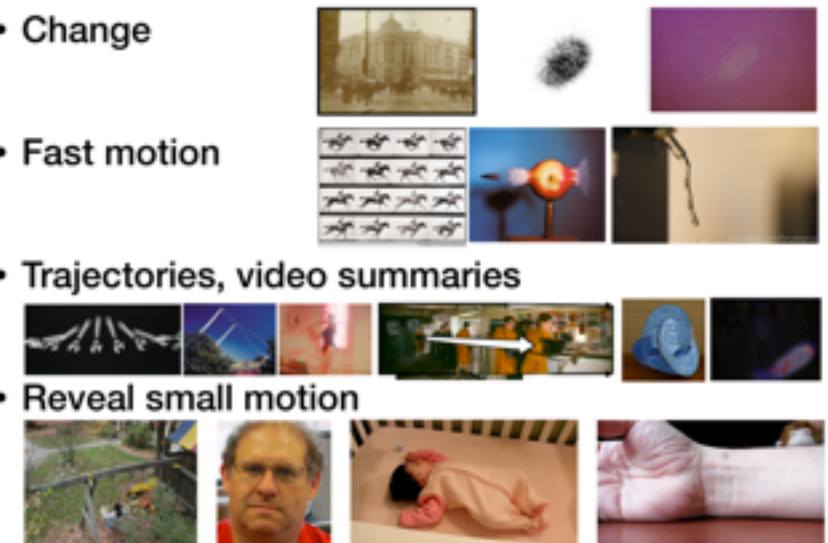 • Change
• Fast motion
• Trajectories, video summaries
• Reveal small motion